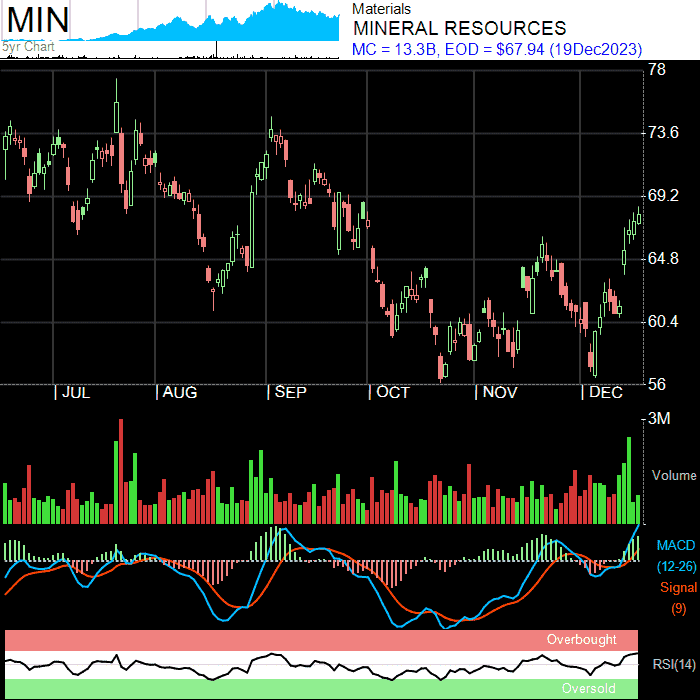 MIN
5yr Chart
Materials
MINERAL RESOURCES
MC = 13.3B, EOD = $67.94 (19Dec2023)
78
73.6
69.2
64.8
60.4
56
JUL AUG SEP OCT NOV DEC
3M
Volume
MACD
(12-26)
Signal
(9)
Overbought
RSI(14)
Oversold